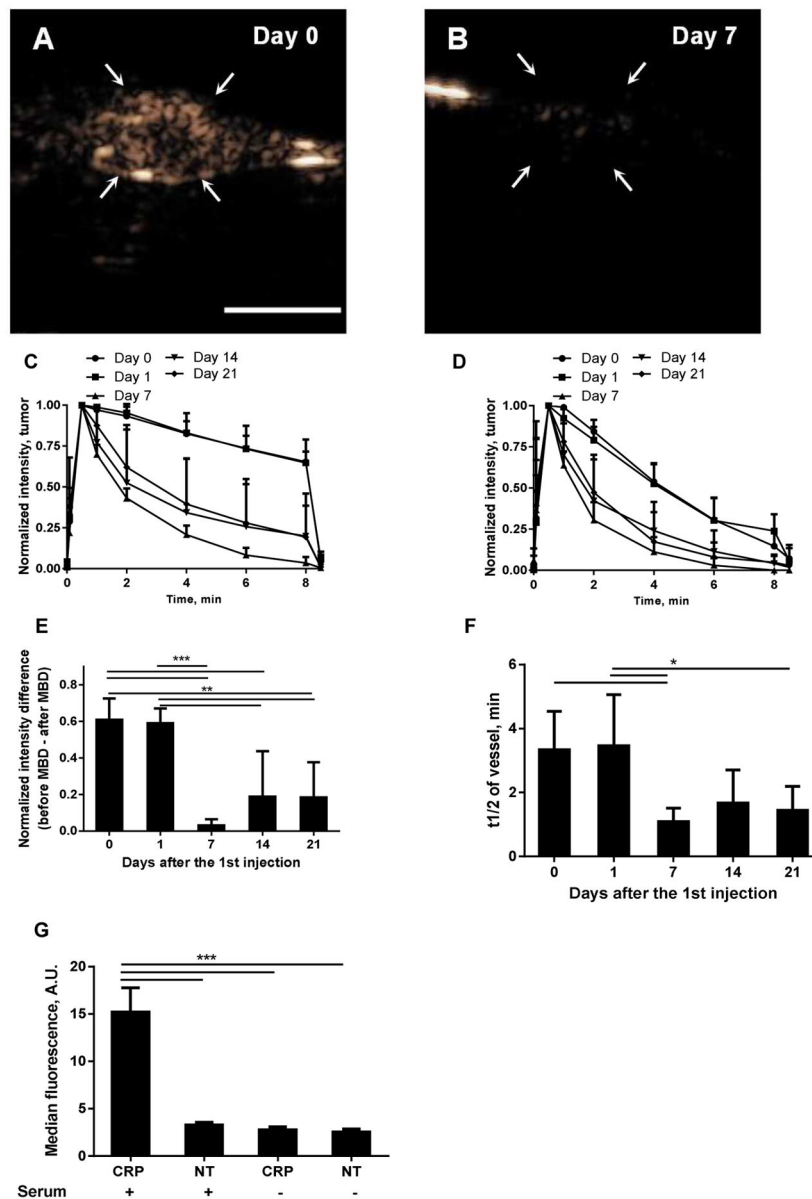 A Day 0
B Day 7
C
Day 0 Day 14
Day 1 Day 21
Day 7
Normalized intensity, tumor
1.00
0.75
0.50
0.25
0.00
0 2 4 6 8
Time, min
D
Day 0 Day 14
Day 1 Day 21
Day 7
Normalized intensity, tumor
1.00
0.75
0.50
0.25
0.00
0 2 4 6 8
Time, min
E
Normalized intensity difference
(before MBD - after MBD)
0.8
0.6
0.4
0.2
0.0
***
**
0 1 7 14 21
Days after the 1st injection
F
t1/2 of vessel, min
6
4
2
0
*
0 1 7 14 21
Days after the 1st injection
G
Median fluorescence, A.U.
20
15
10
5
0
***
CRP NT CRP NT
Serum + + - -